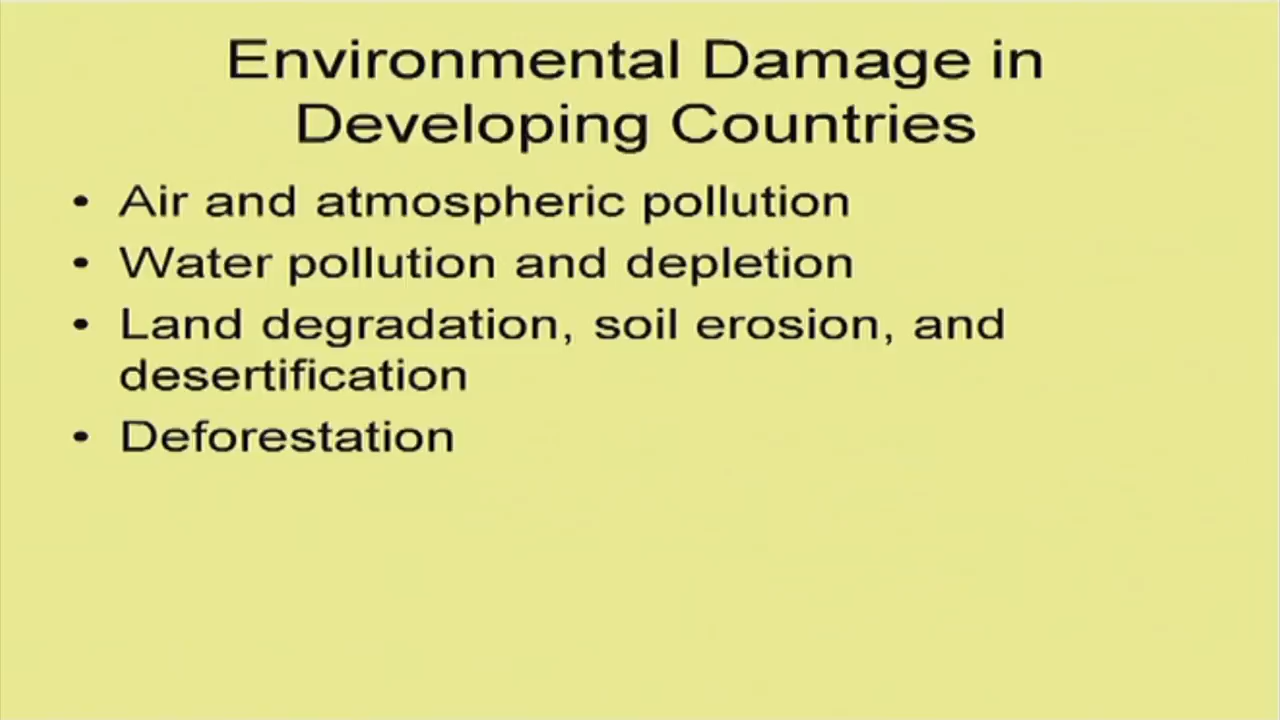 Environmental Damage in
Developing Countries
• Air and atmospheric pollution
• Water pollution and depletion
• Land degradation, soil erosion, and
desertification
• Deforestation